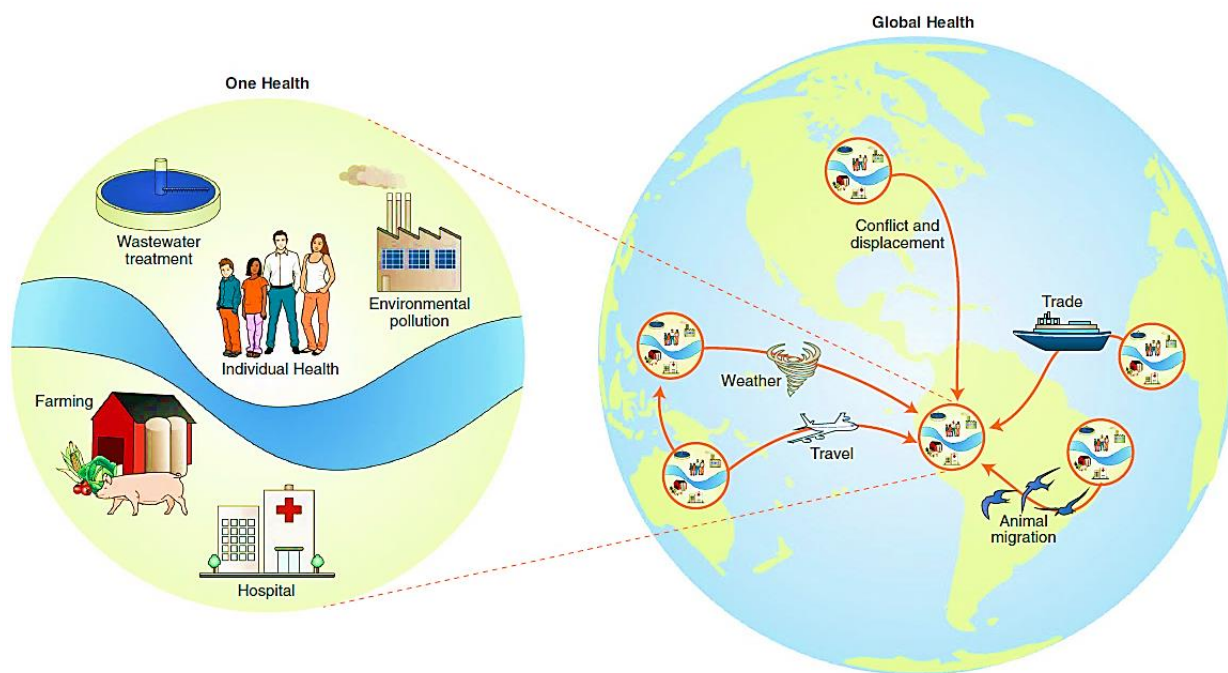 One Health
Wastewater
treatment
Environmental
pollution
Individual Health
Farming
Hospital
Global Health
Conflict and
displacement
Trade
Weather
Travel
Animal
migration